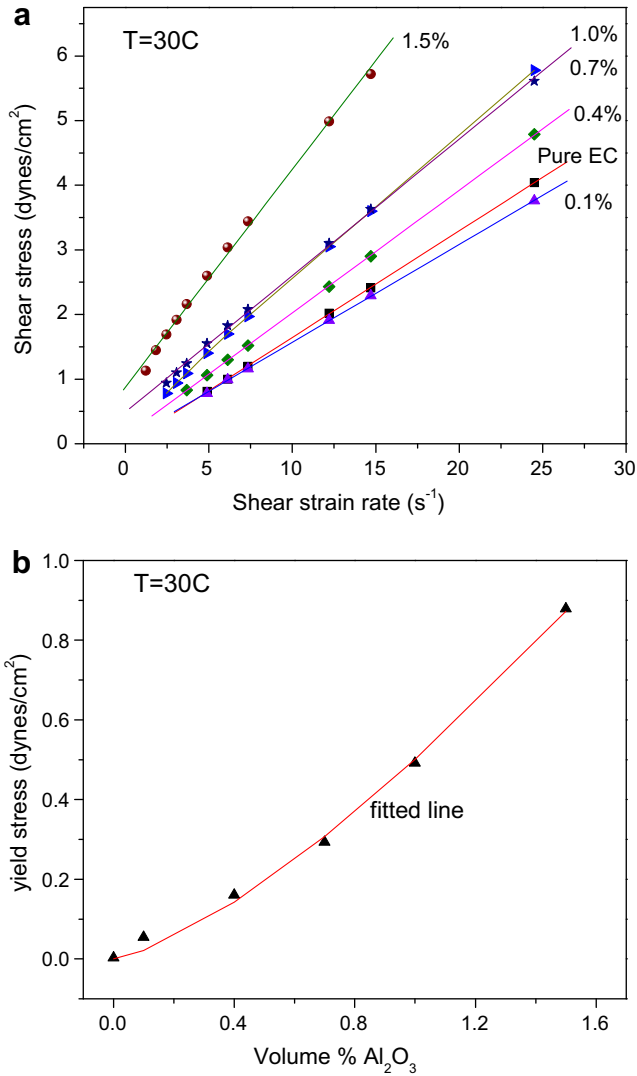 a
T=30C
1.5%
1.0%
0.7%
0.4%
Pure EC
0.1%
6
5
4
3
2
1
0
Shear stress (dynes/cm²)
0 5 10 15 20 25 30
Shear strain rate (s⁻¹)
b
T=30C
1.0
0.8
0.6
0.4
0.2
0.0
yield stress (dynes/cm²)
fitted line
0.0 0.4 0.8 1.2 1.6
Volume % Al₂O₃